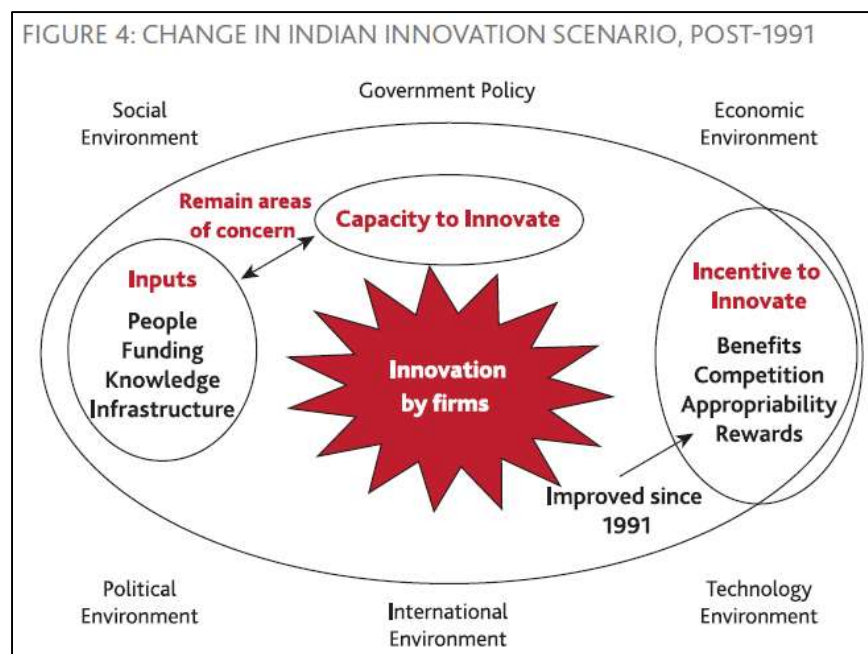 FIGURE 4: CHANGE IN INDIAN INNOVATION SCENARIO, POST-1991
Government Policy
Social
Environment
Economic
Environment
Remain areas
of concern
Capacity to Innovate
Inputs
People
Funding
Knowledge
Infrastructure
Innovation
by firms
Incentive to
Innovate
Benefits
Competition
Appropriability
Rewards
Improved since
1991
Political
Environment
International
Environment
Technology
Environment